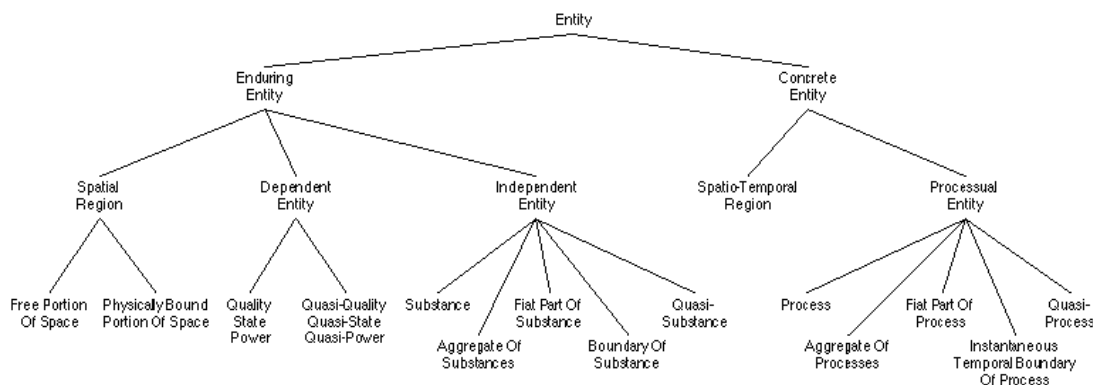 Entity
Enduring
Entity
Concrete
Entity
Spatial
Region
Dependent
Entity
Independent
Entity
Spatio-Temporal
Region
Processual
Entity
Free Portion
Of Space
Physically Bound
Portion Of Space
Quality
State
Power
Quasi-Quality
Quasi-State
Quasi-Power
Substance
Aggregate Of
Substances
Fiat Part Of
Substance
Boundary Of
Substance
Quasi-
Substance
Process
Aggregate Of
Processes
Fiat Part Of
Process
Instantaneous
Temporal Boundary
Of Process
Quasi-
Process